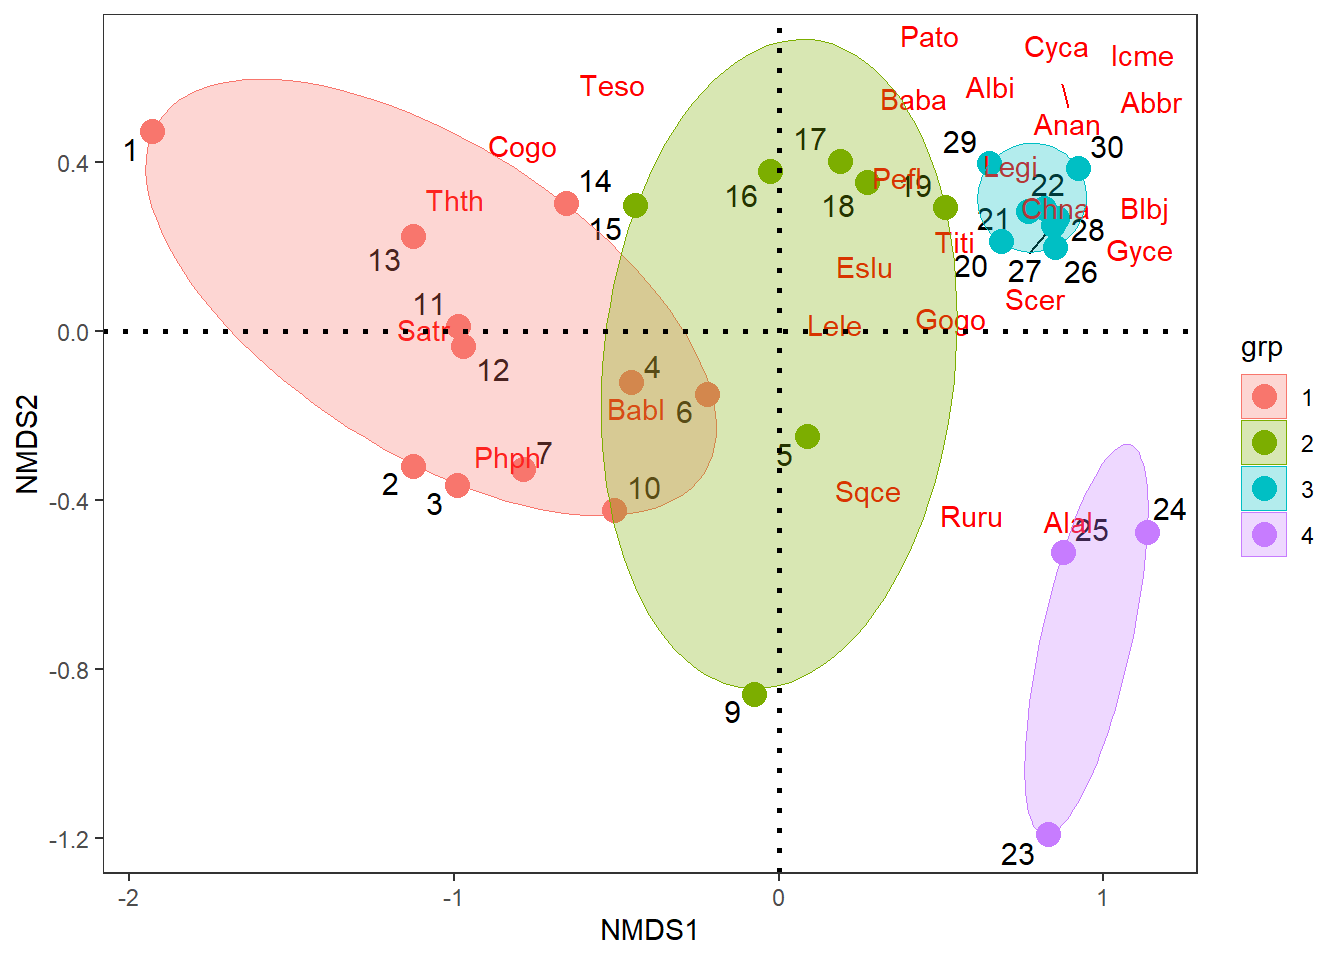 Pato
Cyca
Icme
Teso
Albi
Baba
Abbr
Anan
1
Cogo
17
29
30
Legi
14
Pefl
19
22
Thth
16
18
Chna
Blbj
15
21
28
13
Titi
20
27
26
Gyce
Eslu
Scer
11
Satr
Lele
Gogo
12
4
Babl
6
7
Phph
5
2
3
10
Sqce
Ruru
Alal
25
24
9
23
0.4
0.0
-0.4
-0.8
-1.2
NMDS2
-2
-1
0
1
NMDS1
grp
1
2
3
4